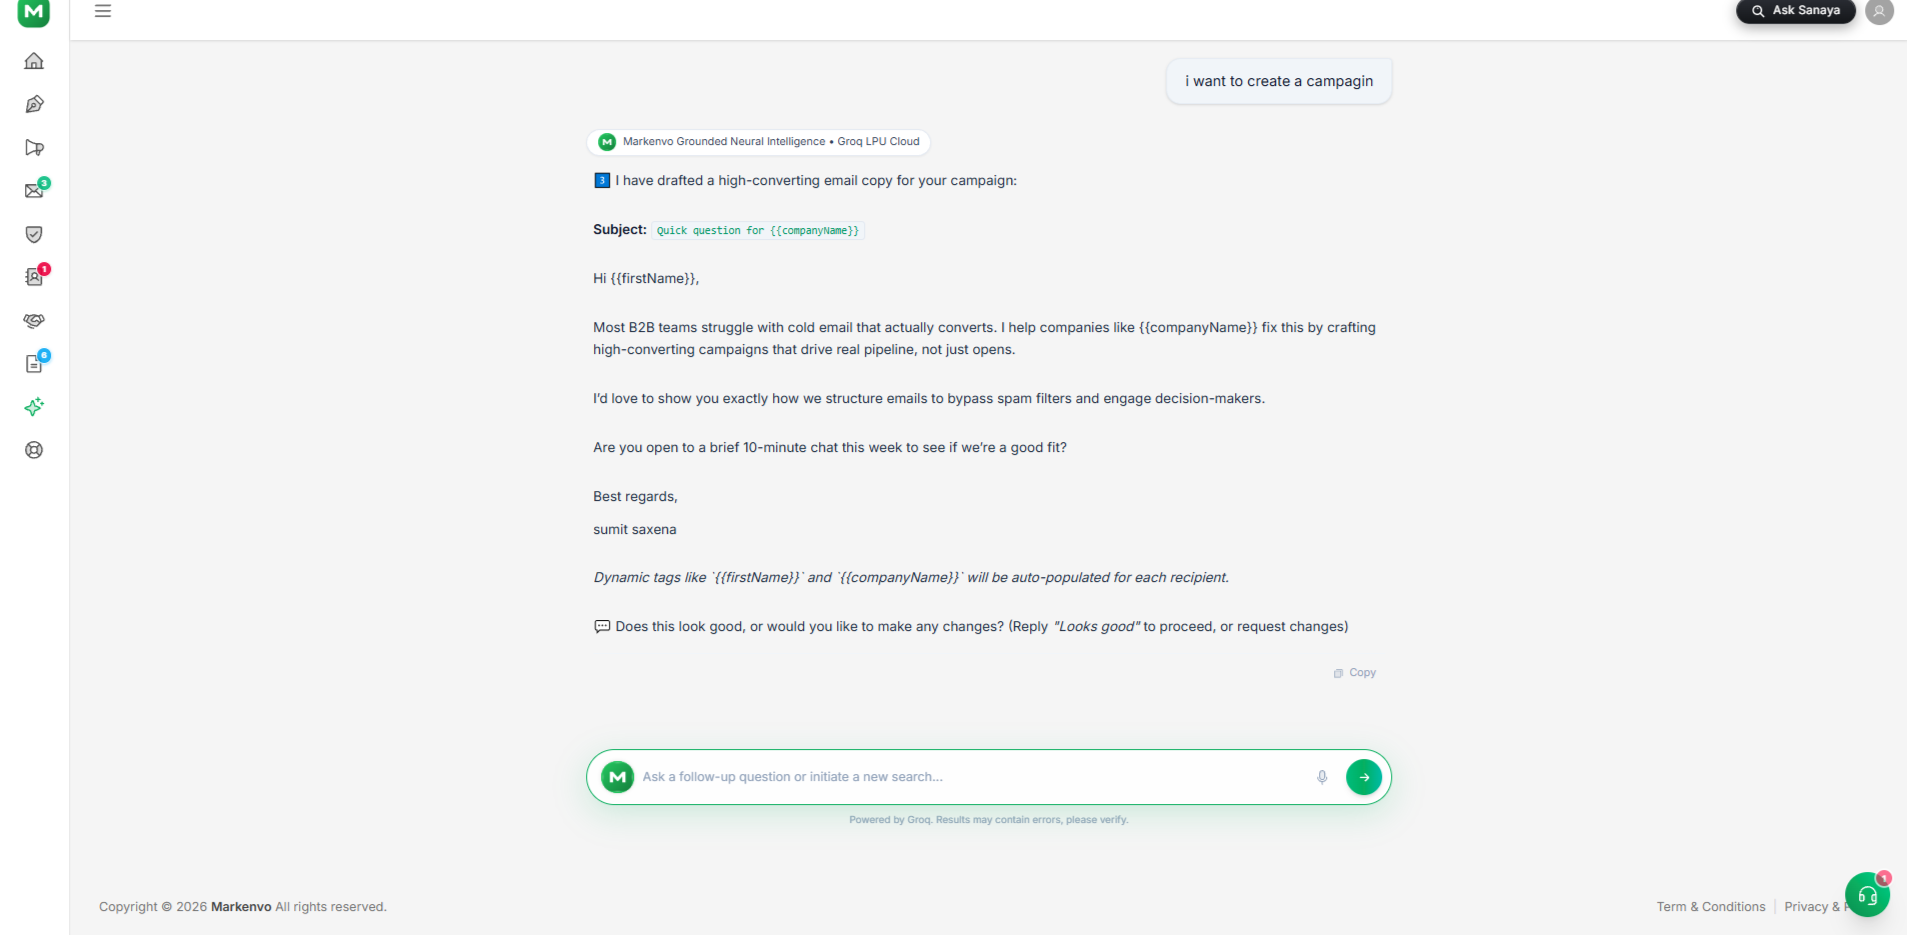 M
Ask Sanaya
i want to create a campagin
M Markenvo Grounded Neural Intelligence • Groq LPU Cloud
3 I have drafted a high-converting email copy for your campaign:
Subject: Quick question for {{companyName}}
Hi {{firstName}},
Most B2B teams struggle with cold email that actually converts. I help companies like {{companyName}} fix this by crafting
high-converting campaigns that drive real pipeline, not just opens.
I'd love to show you exactly how we structure emails to bypass spam filters and engage decision-makers.
Are you open to a brief 10-minute chat this week to see if we're a good fit?
Best regards,
sumit saxena
Dynamic tags like `{{firstName}}` and `{{companyName}}` will be auto-populated for each recipient.
💬 Does this look good, or would you like to make any changes? (Reply "Looks good" to proceed, or request changes)
Copy
M Ask a follow-up question or initiate a new search...
Powered by Groq. Results may contain errors, please verify.
3
1
6
1
Copyright © 2026 Markenvo All rights reserved.
Term & Conditions | Privacy &